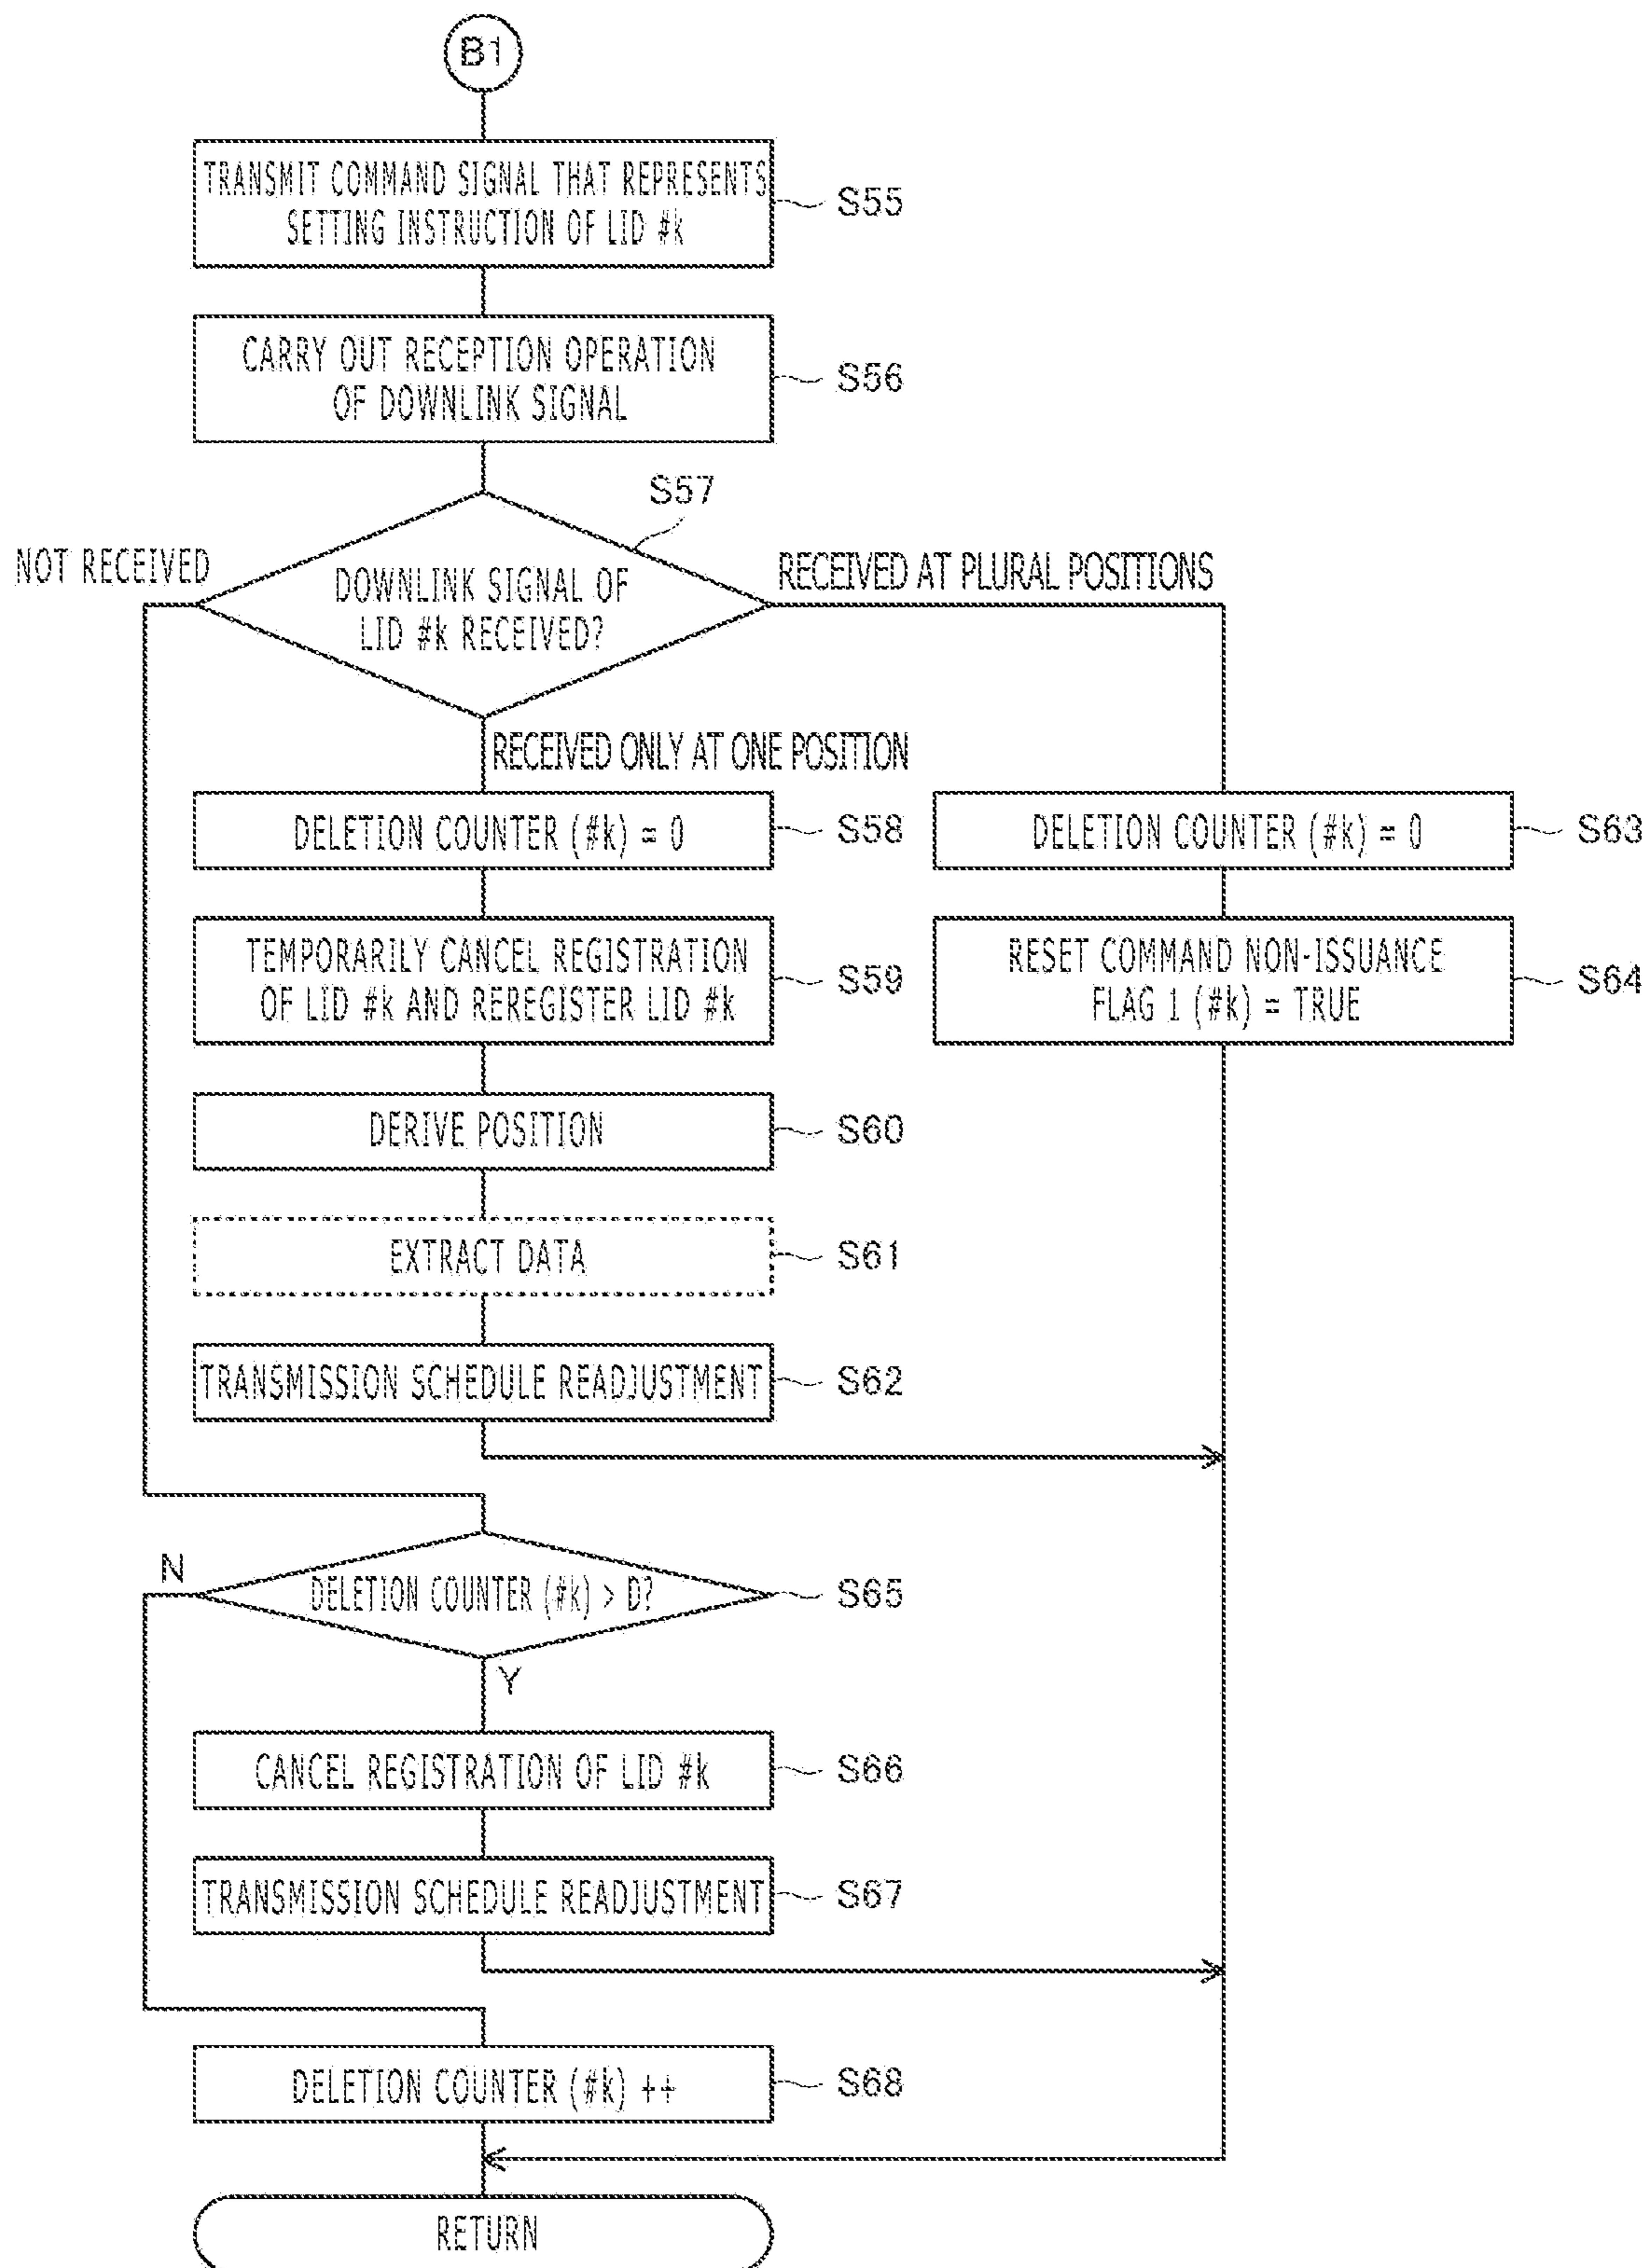 B1
TRANSMIT COMMAND SIGNAL THAT REPRESENTS
SETTING INSTRUCTION OF LID #k
S55
CARRY OUT RECEPTION OPERATION
OF DOWNLINK SIGNAL
S56
S57
NOT RECEIVED
DOWNLINK SIGNAL OF
LID #k RECEIVED?
RECEIVED AT PLURAL POSITIONS
RECEIVED ONLY AT ONE POSITION
DELETION COUNTER (#k) = 0
S58
DELETION COUNTER (#k) = 0
S63
TEMPORARILY CANCEL REGISTRATION
OF LID #k AND REREGISTER LID #k
S59
RESET COMMAND NON-ISSUANCE
FLAG 1 (#k) = TRUE
S64
DERIVE POSITION
S60
EXTRACT DATA
S61
TRANSMISSION SCHEDULE READJUSTMENT
S62
N
DELETION COUNTER (#k) > D?
S65
Y
CANCEL REGISTRATION OF LID #k
S66
TRANSMISSION SCHEDULE READJUSTMENT
S67
DELETION COUNTER (#k) ++
S68
RETURN